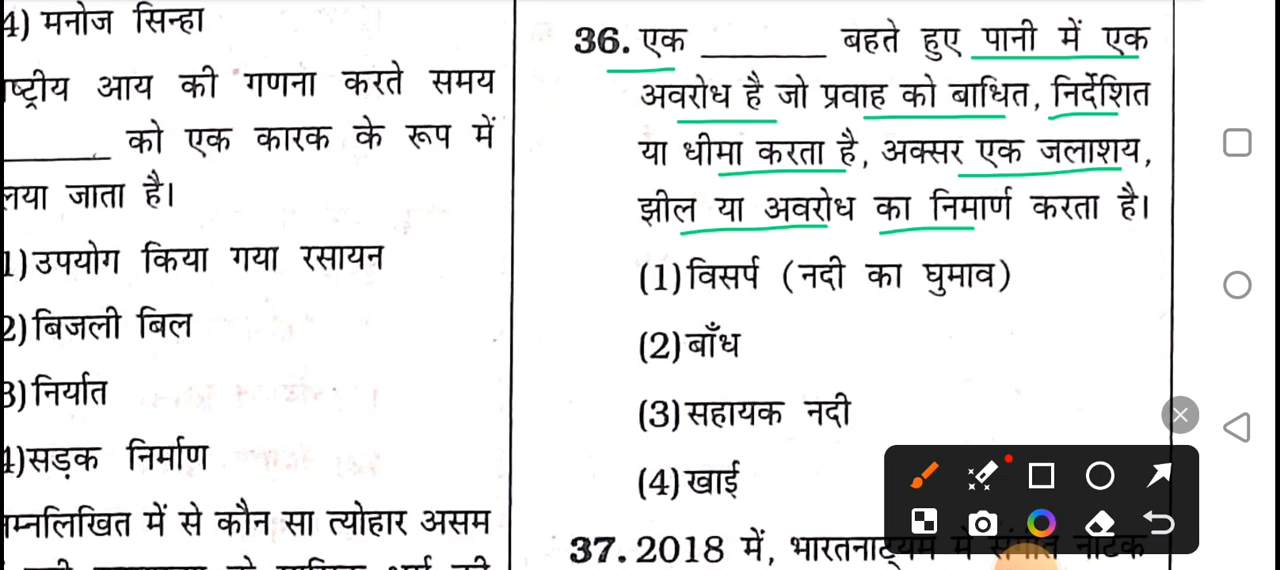 4) मनोज सिन्हा
ष्ट्रीय आय की गणना करते समय
_______ को एक कारक के रूप में
लया जाता है।
1) उपयोग किया गया रसायन
2) बिजली बिल
3) निर्यात
4) सड़क निर्माण
म्नलिखित में से कौन सा त्योहार असम
36. एक _______ बहते हुए पानी में एक
अवरोध है जो प्रवाह को बाधित, निर्देशित
या धीमा करता है, अक्सर एक जलाशय,
झील या अवरोध का निमार्ण करता है।
(1) विसर्प (नदी का घुमाव)
(2) बाँध
(3) सहायक नदी
(4) खाई
37. 2018 में, भारतनाट्यम में संगीत नाटक